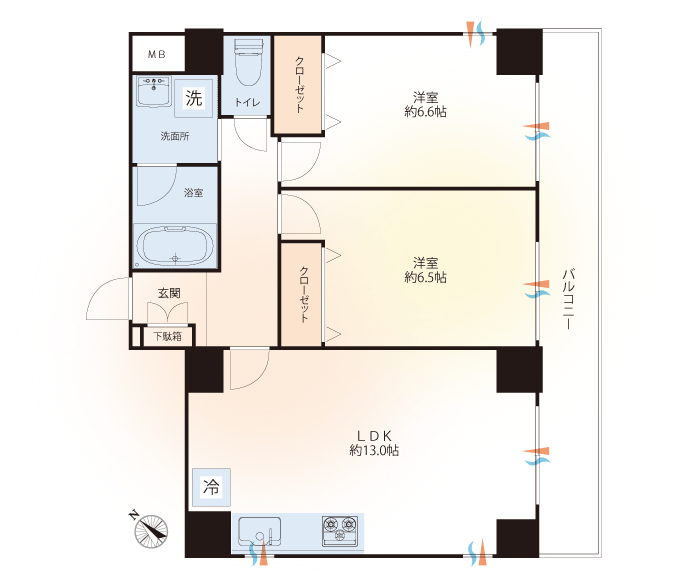 MB
トイレ
クローゼット
洋室
約6.6帖
洗
洗面所
浴室
洋室
約6.5帖
クローゼット
バルコニー
玄関
下駄箱
LDK
約13.0帖
冷
N